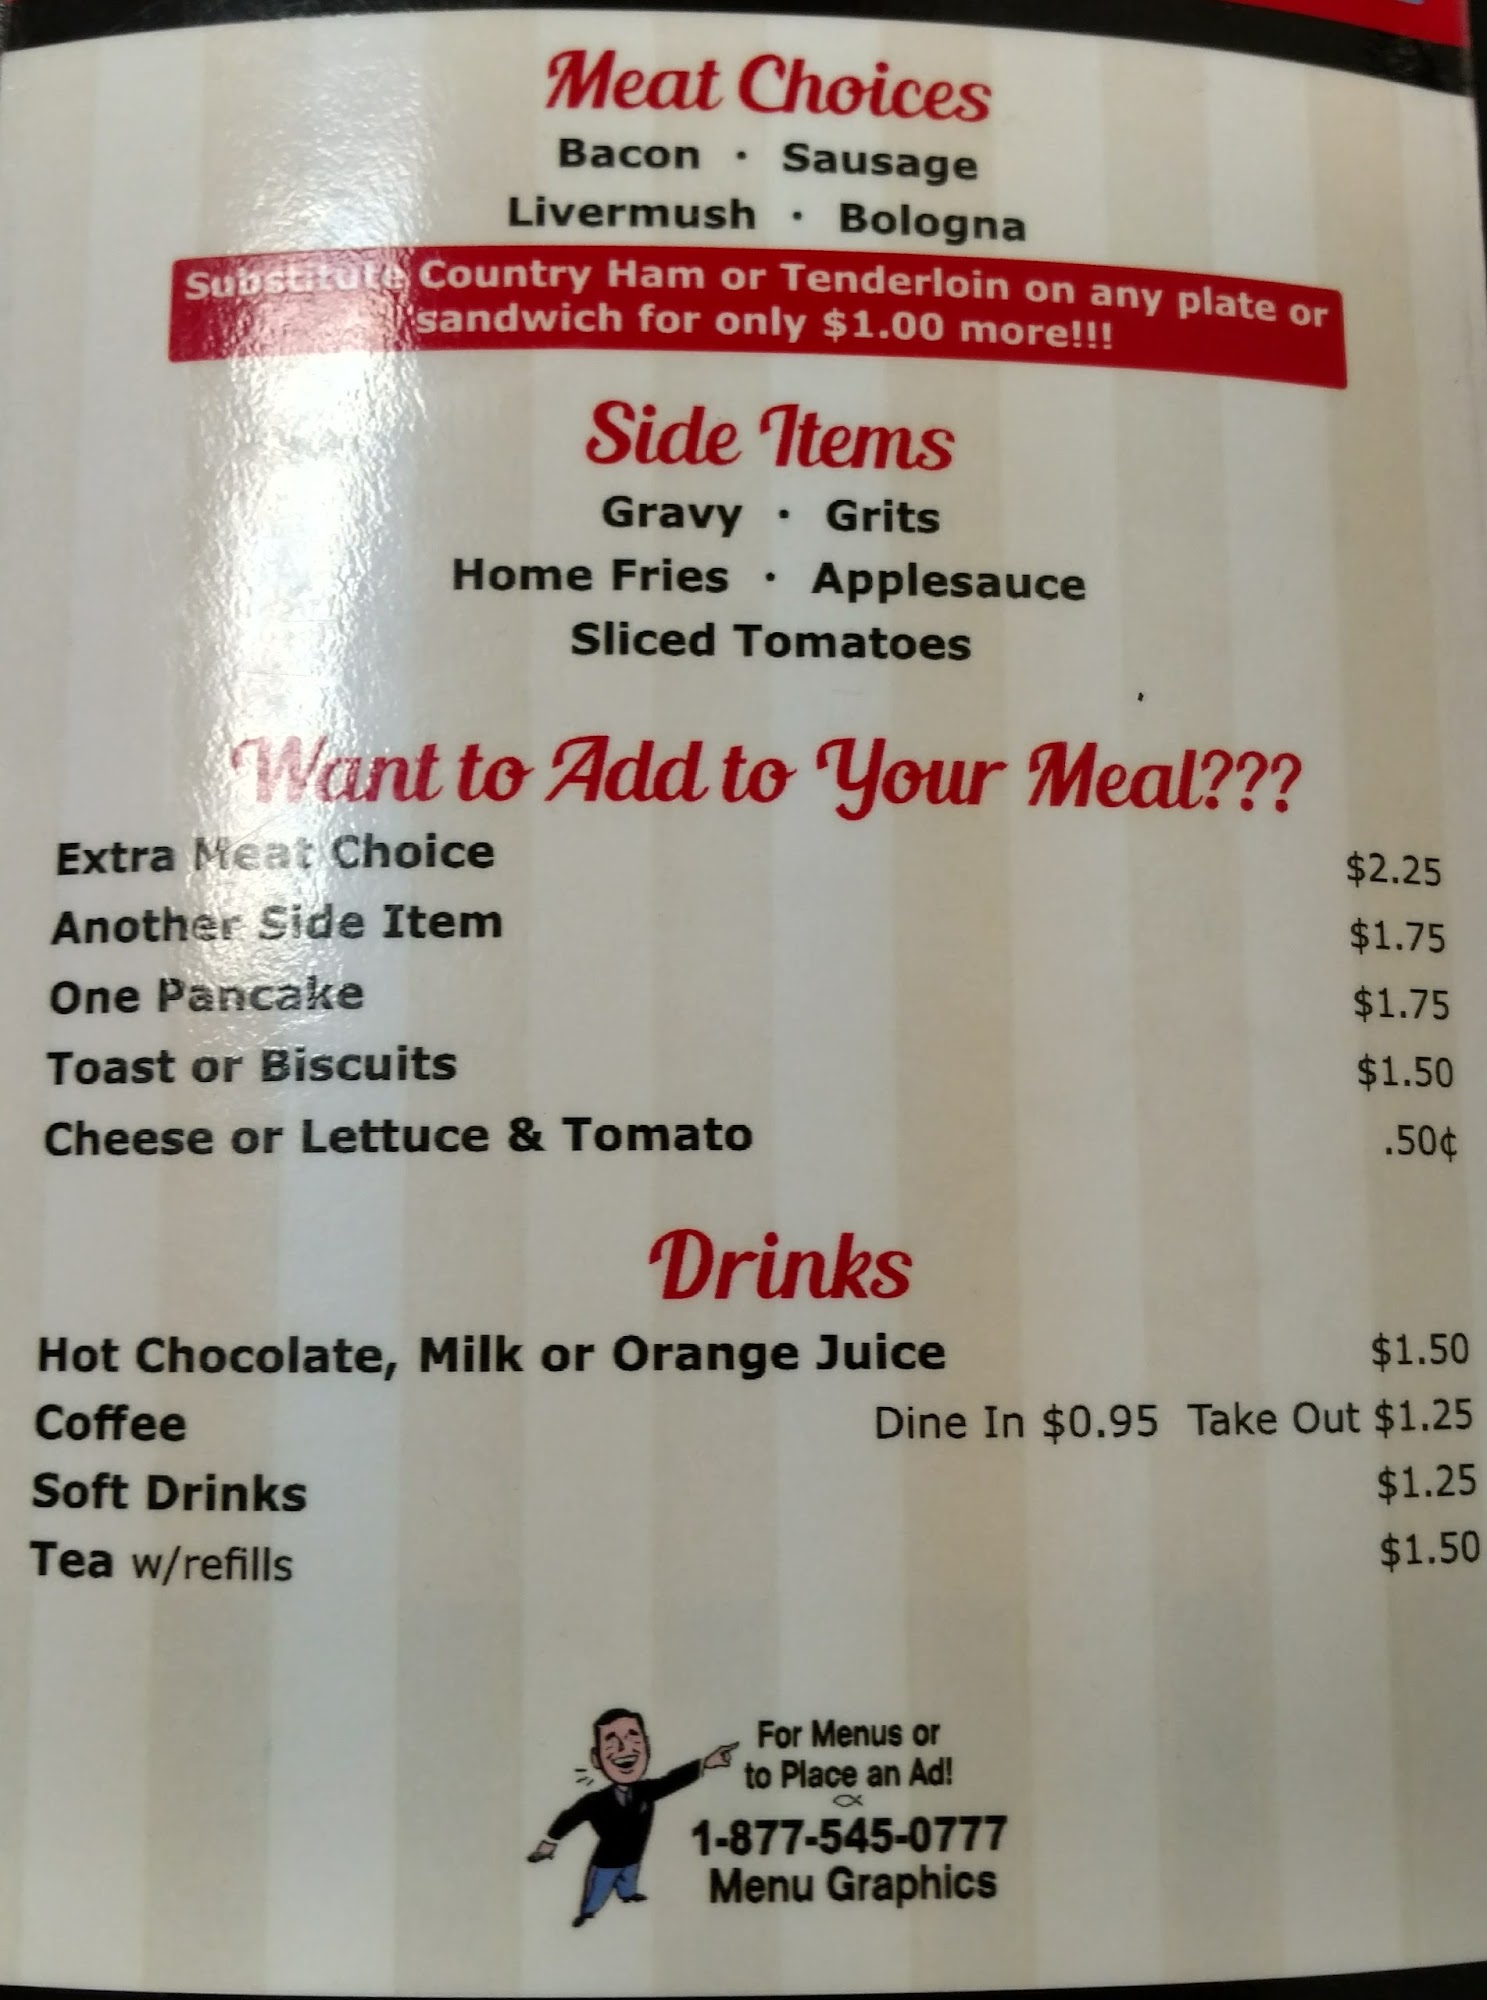 Meat Choices
Bacon · Sausage
Livermush · Bologna
Substitute Country Ham or Tenderloin on any plate or
sandwich for only $1.00 more!!!
Side Items
Gravy · Grits
Home Fries · Applesauce
Sliced Tomatoes
Want to Add to Your Meal???
Extra Meat Choice $2.25
Another Side Item $1.75
One Pancake $1.75
Toast or Biscuits $1.50
Cheese or Lettuce & Tomato .50¢
Drinks
Hot Chocolate, Milk or Orange Juice $1.50
Coffee Dine In $0.95 Take Out $1.25
Soft Drinks $1.25
Tea w/refills $1.50
For Menus or
to Place an Ad!
1-877-545-0777
Menu Graphics